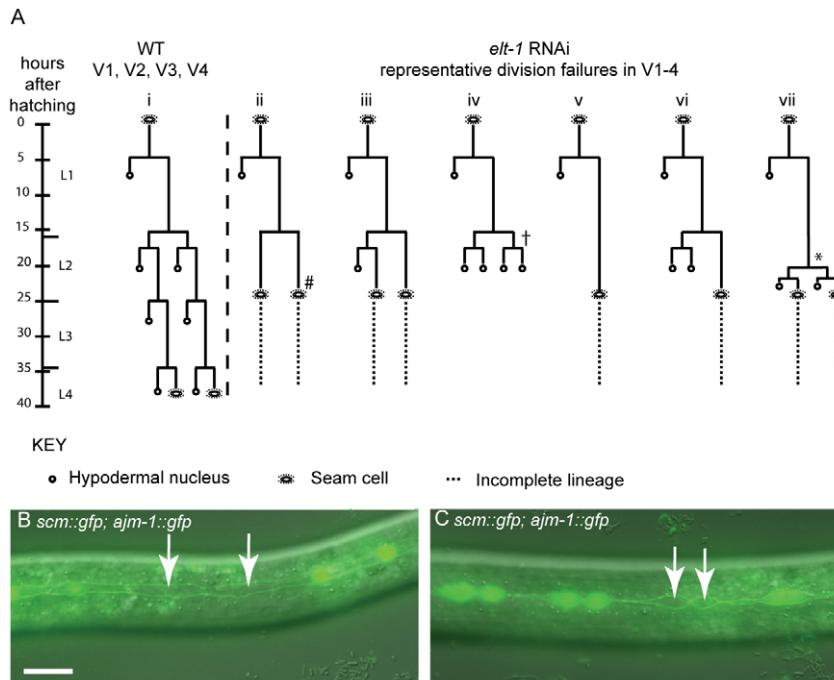 A
hours
after
hatching
WT
V1, V2, V3, V4
elt-1 RNAi
representative division failures in V1-4
i
ii
iii
iv
v
vi
vii
0
5
10
15
20
25
30
35
40
L1
L2
L3
L4
#
†
*
KEY
Hypodermal nucleus
Seam cell
Incomplete lineage
B scm::gfp; ajm-1::gfp
C scm::gfp; ajm-1::gfp